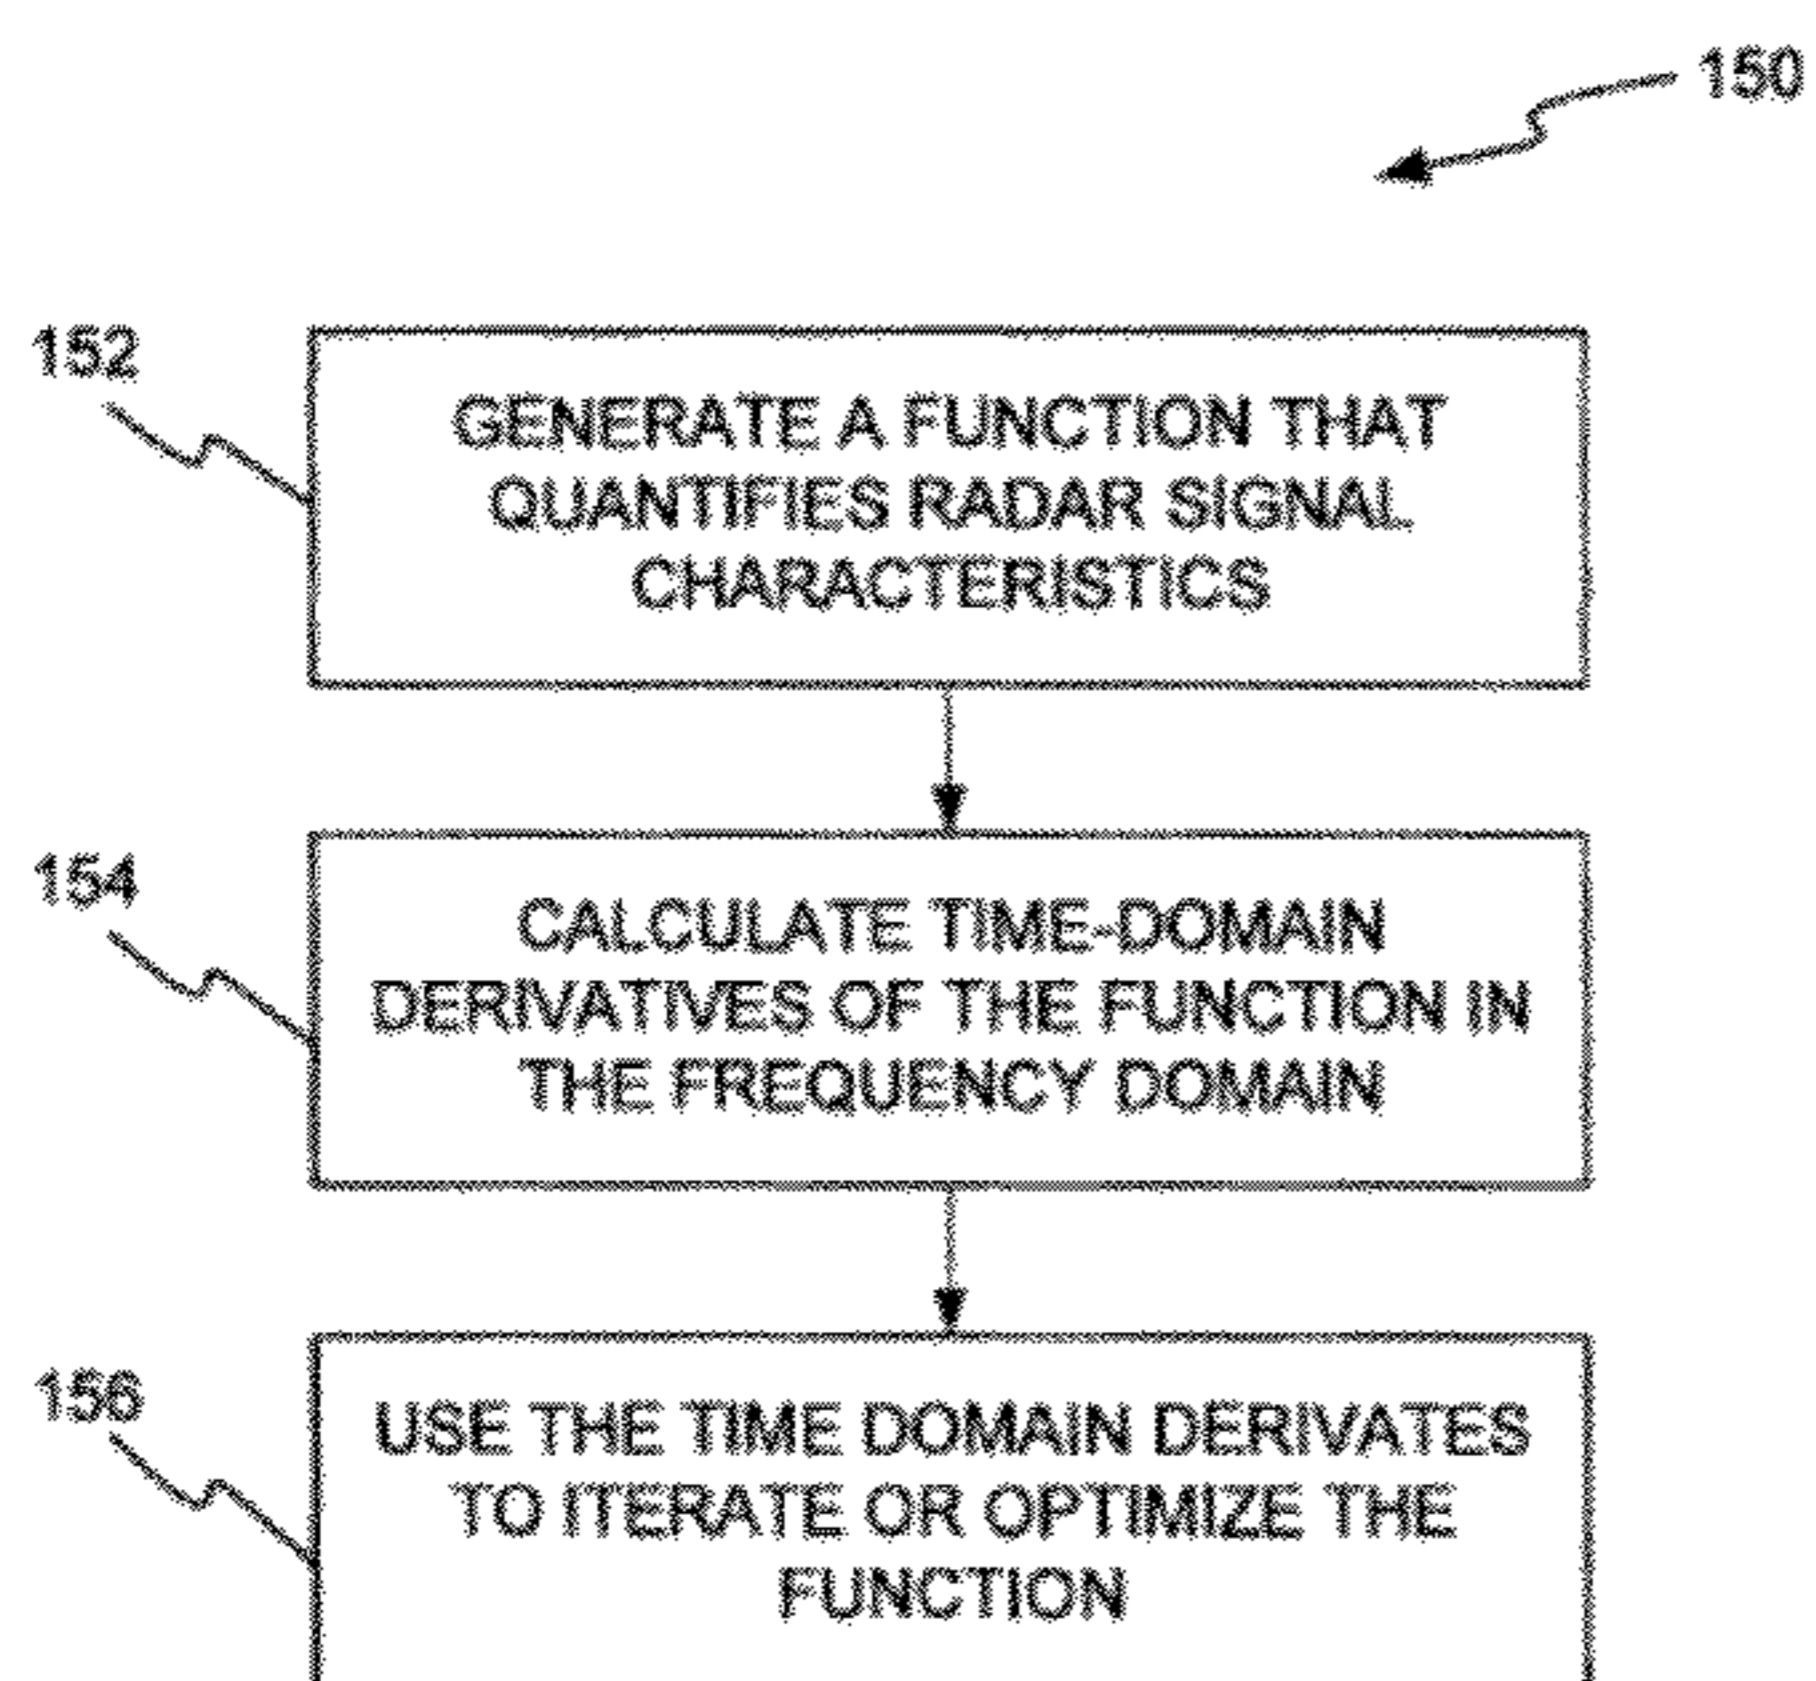 150
152
GENERATE A FUNCTION THAT
QUANTIFIES RADAR SIGNAL
CHARACTERISTICS
154
CALCULATE TIME-DOMAIN
DERIVATIVES OF THE FUNCTION IN
THE FREQUENCY DOMAIN
156
USE THE TIME DOMAIN DERIVATES
TO ITERATE OR OPTIMIZE THE
FUNCTION